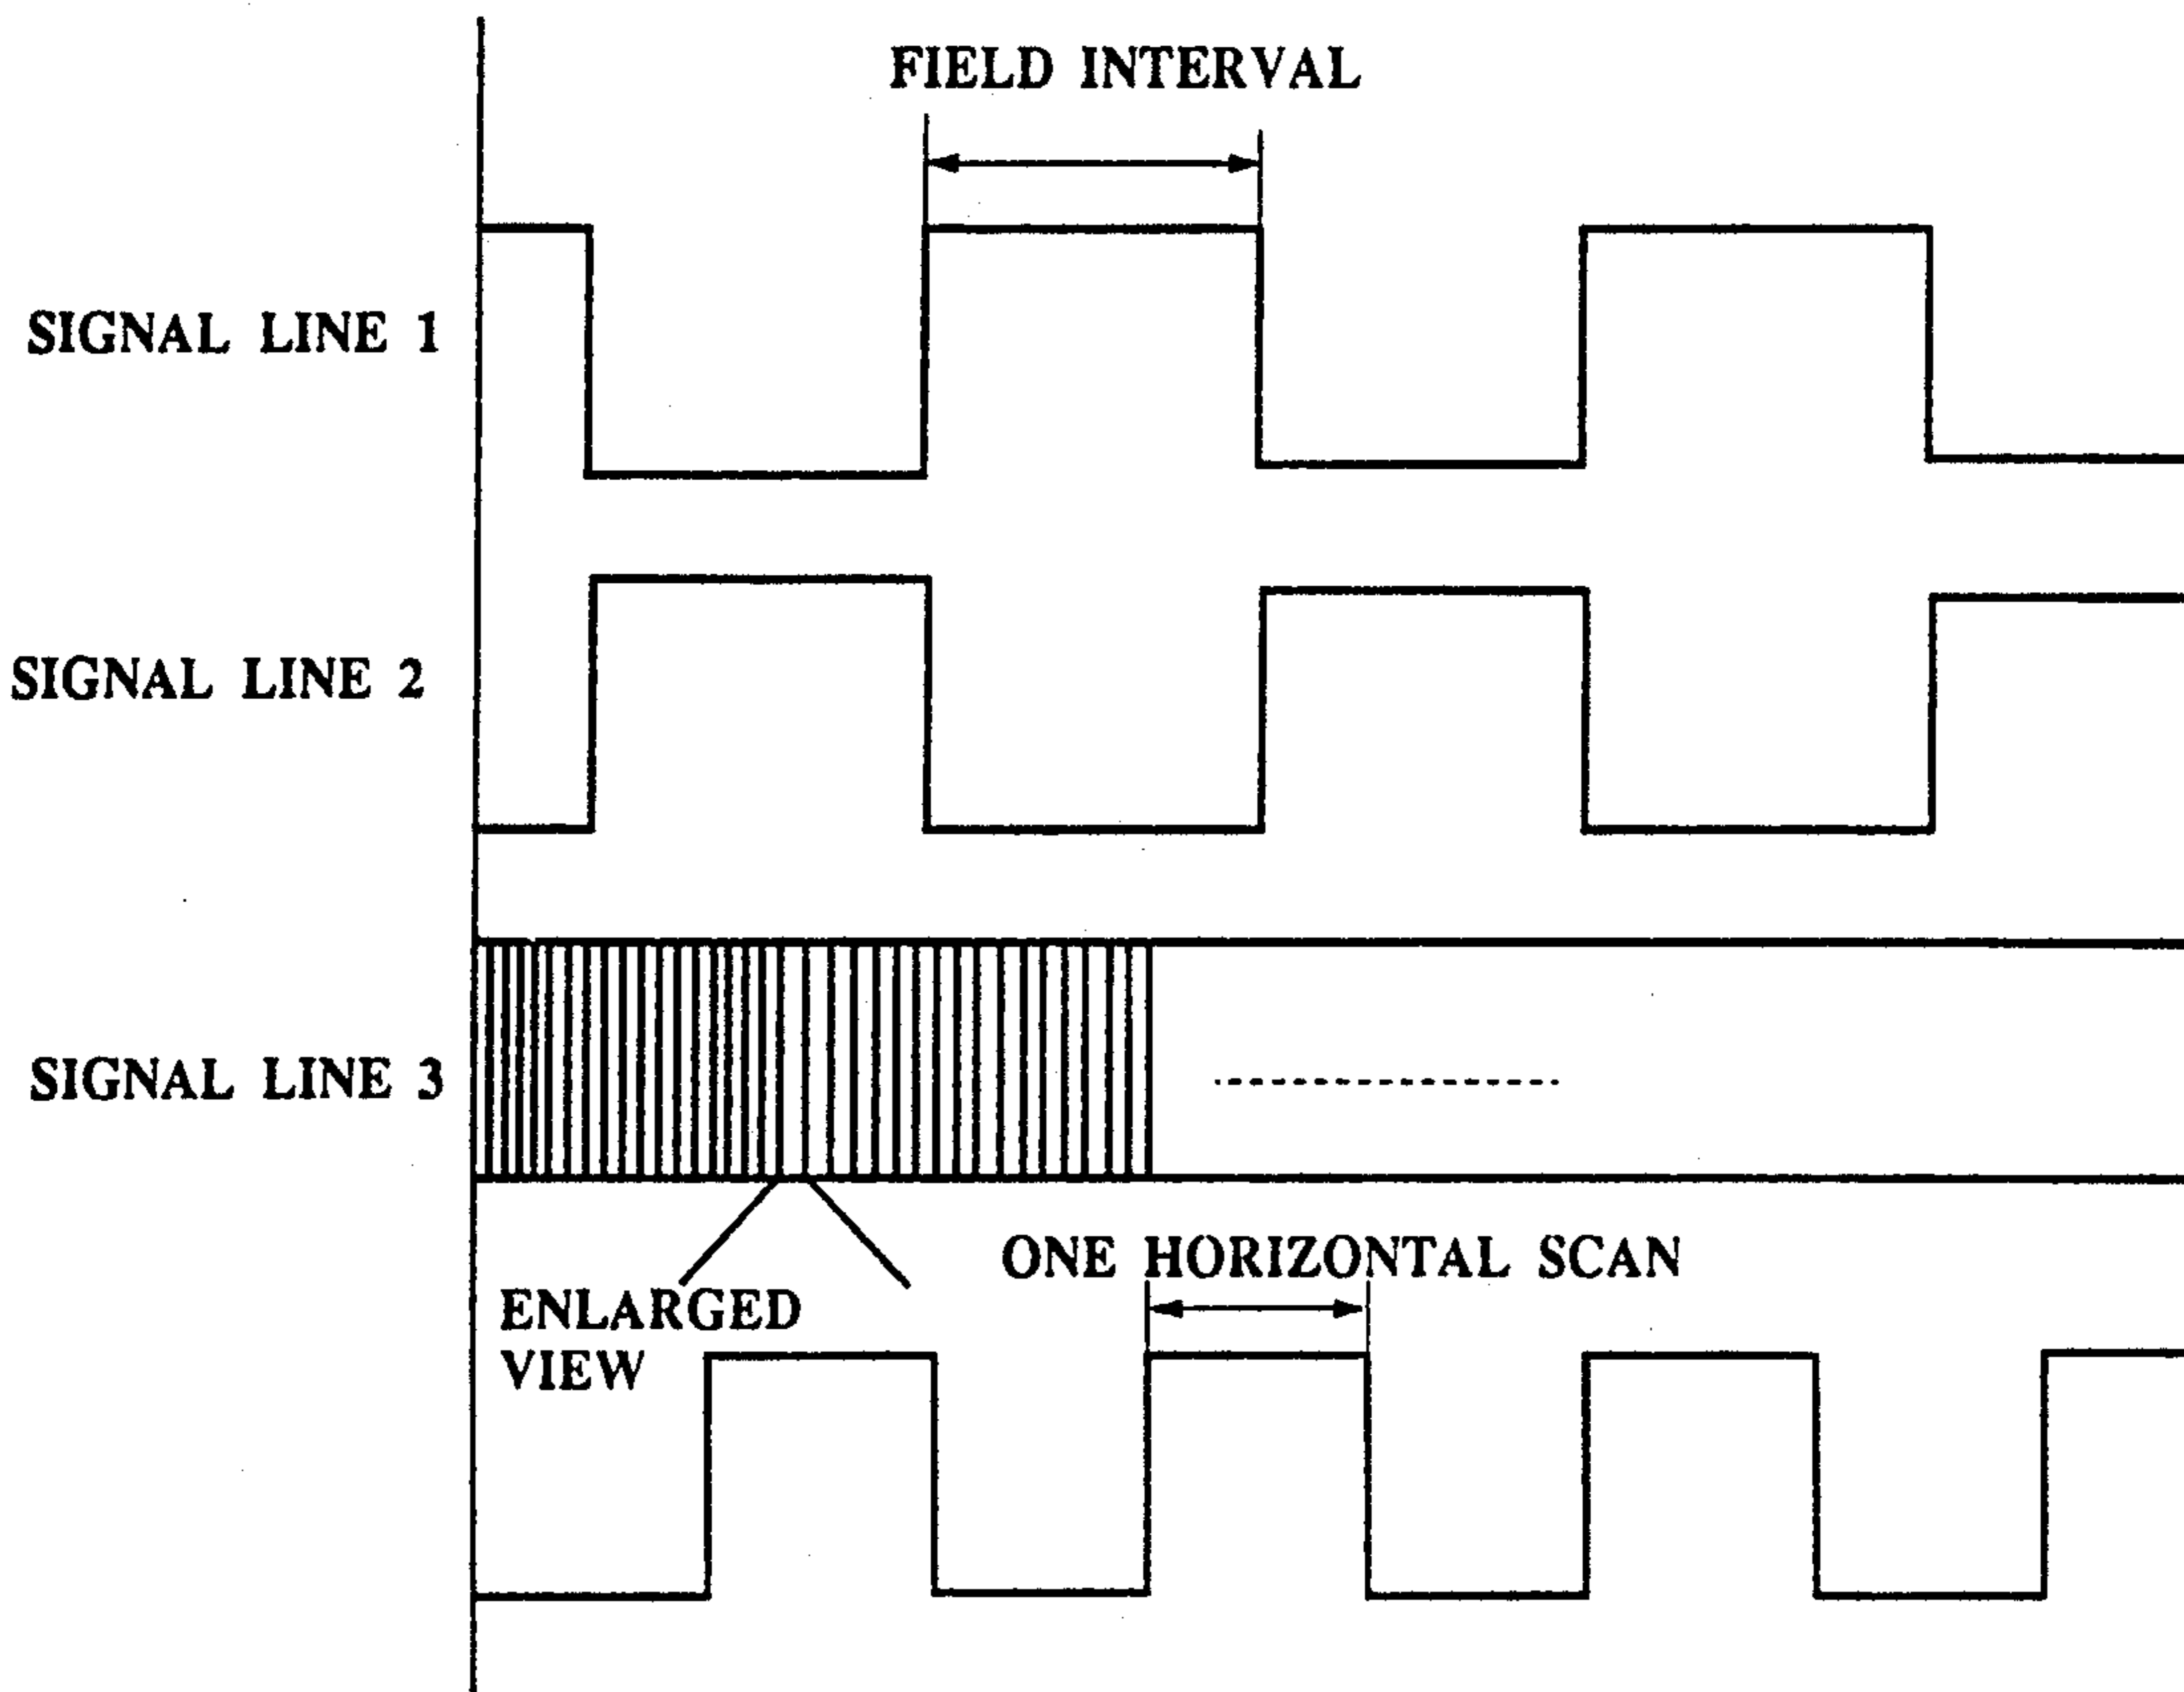 FIELD INTERVAL
SIGNAL LINE 1
SIGNAL LINE 2
SIGNAL LINE 3
ONE HORIZONTAL SCAN
ENLARGED
VIEW